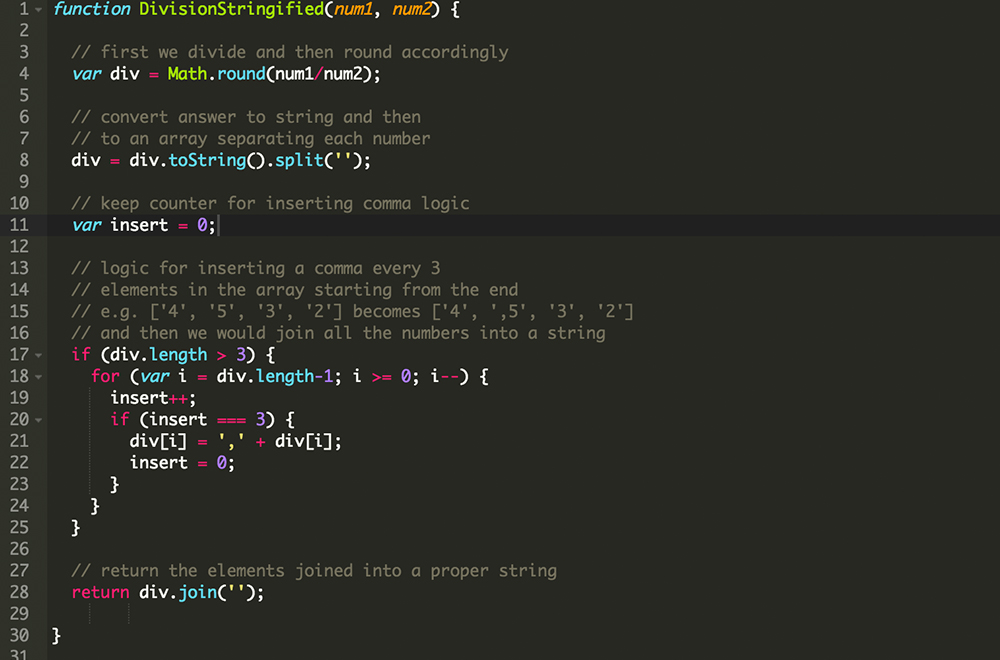 1 function DivisionStringified(num1, num2) {
2
3 // first we divide and then round accordingly
4 var div = Math.round(num1/num2);
5
6 // convert answer to string and then
7 // to an array separating each number
8 div = div.toString().split('');
9
10 // keep counter for inserting comma logic
11 var insert = 0;
12
13 // logic for inserting a comma every 3
14 // elements in the array starting from the end
15 // e.g. ['4', '5', '3', '2'] becomes ['4', ',5', '3', '2']
16 // and then we would join all the numbers into a string
17 if (div.length > 3) {
18 for (var i = div.length-1; i >= 0; i--) {
19 insert++;
20 if (insert === 3) {
21 div[i] = ',' + div[i];
22 insert = 0;
23 }
24 }
25 }
26
27 // return the elements joined into a proper string
28 return div.join('');
29
30 }
31